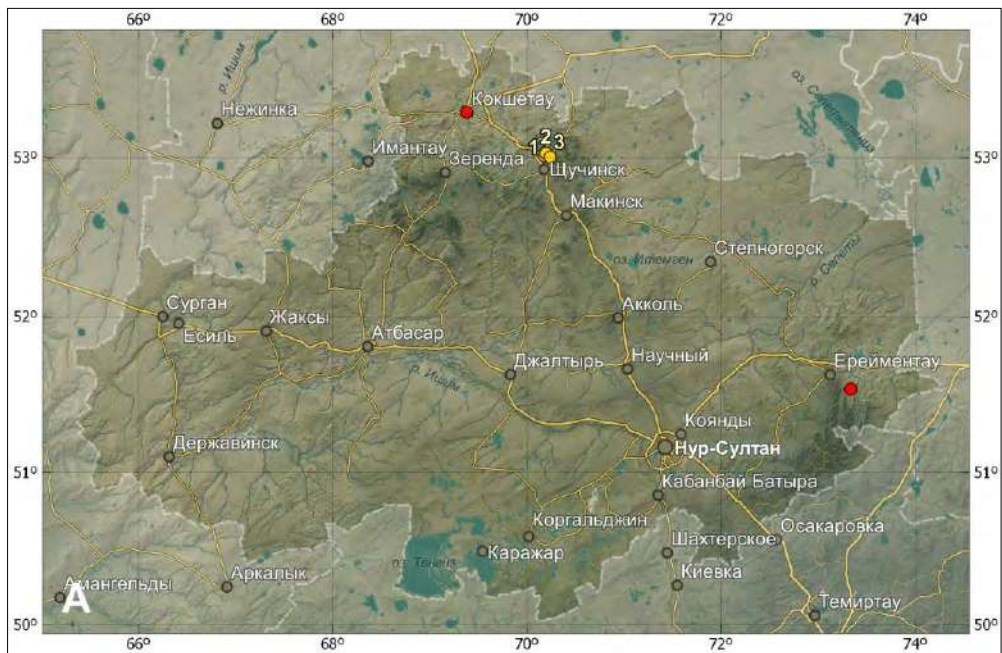 66° 68° 70° 72° 74°
р. Ишим
оз. Селетытениз
Кокшетау
Нежинка
2
1 3
53° 53°
Имантау
Зеренда
Щучинск
Макинск
Степногорск
оз. Итемген
р. Селеты
Сурган
52° 52°
Есиль
Жаксы
Атбасар
Акколь
Научный
Джалтырь
р. Ишим
Ерейментау
Коянды
Державинск
Нур-Султан
51° 51°
Кабанбай Батыра
Коргальджин
Осакаровка
Шахтерское
Каражар
оз. Тениз
Киевка
Аркалык
Амангельды
А
Темиртау
50° 50°
66° 68° 70° 72° 74°